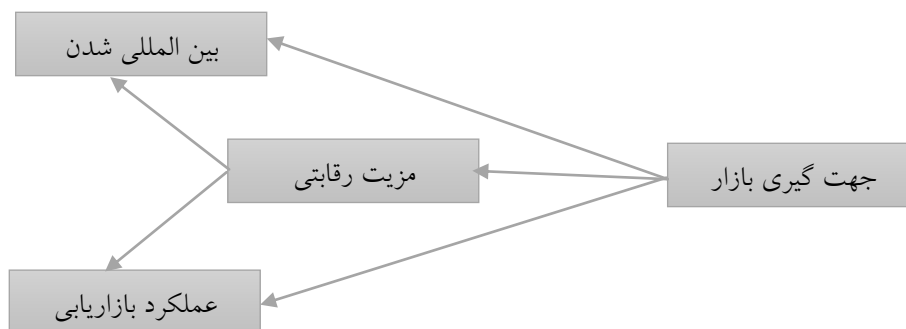 بین المللی شدن
مزیت رقابتی
جهت گیری بازار
عملکرد بازاریابی